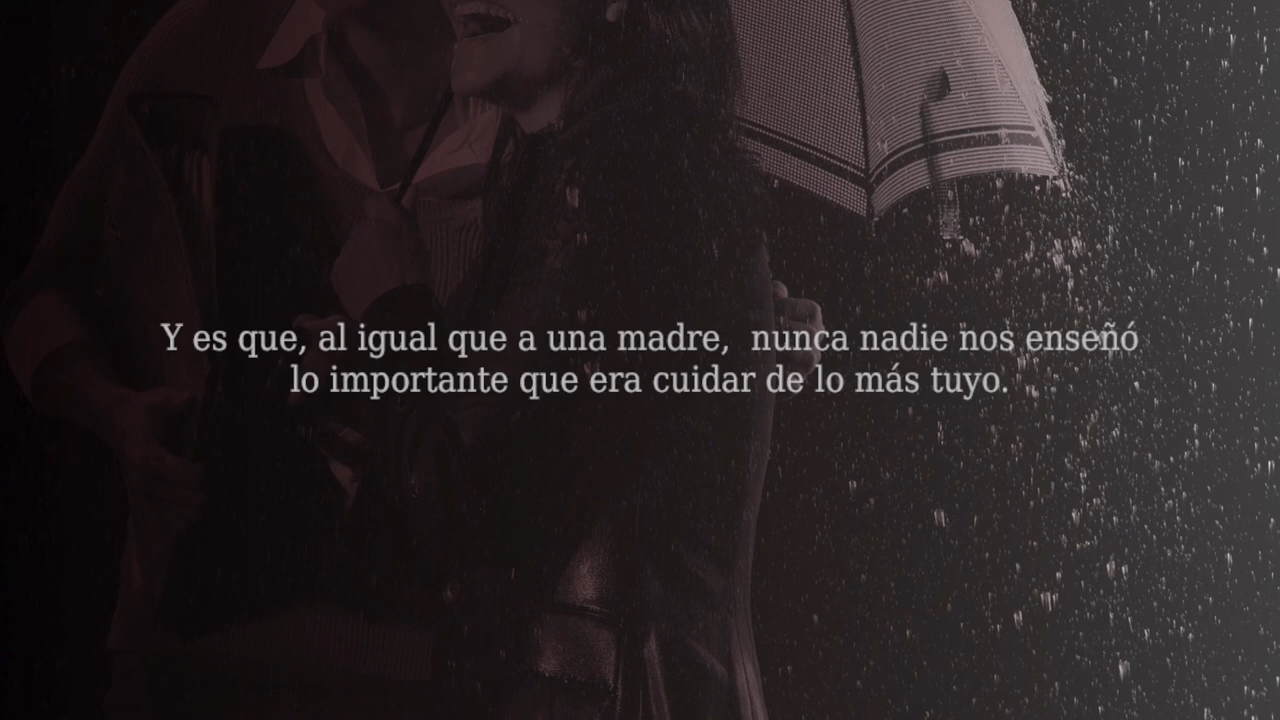 Y es que, al igual que a una madre,  nunca nadie nos enseñó
lo importante que era cuidar de lo más tuyo.